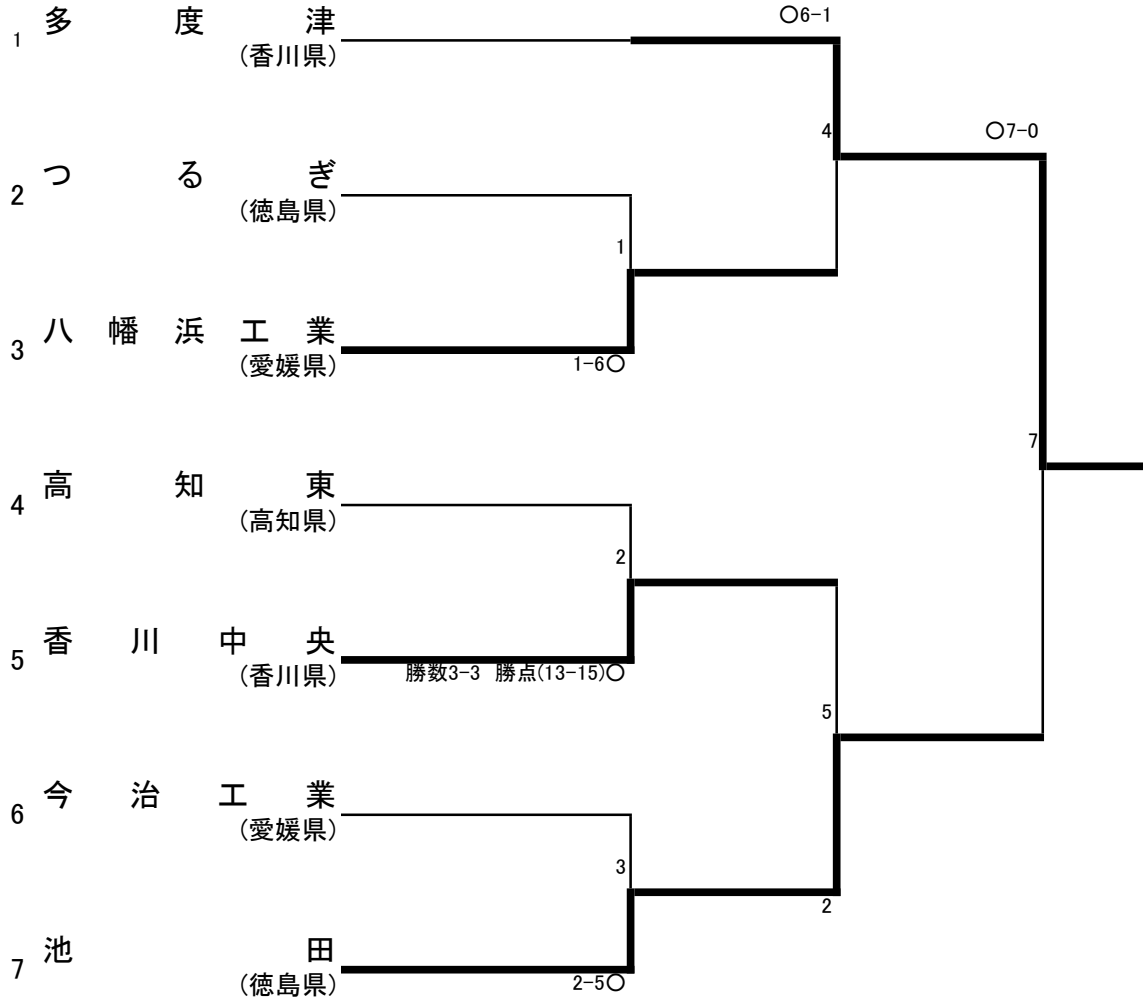 ○6-1
1 多度津
(香川県)
4
○7-0
2 つるぎ
(徳島県)
1
3 八幡浜工業
(愛媛県)
1-6○
7
4 高知東
(高知県)
2
5 香川中央
(香川県)
勝数3-3 勝点(13-15)○
5
6 今治工業
(愛媛県)
3
2
7 池田
(徳島県)
2-5○